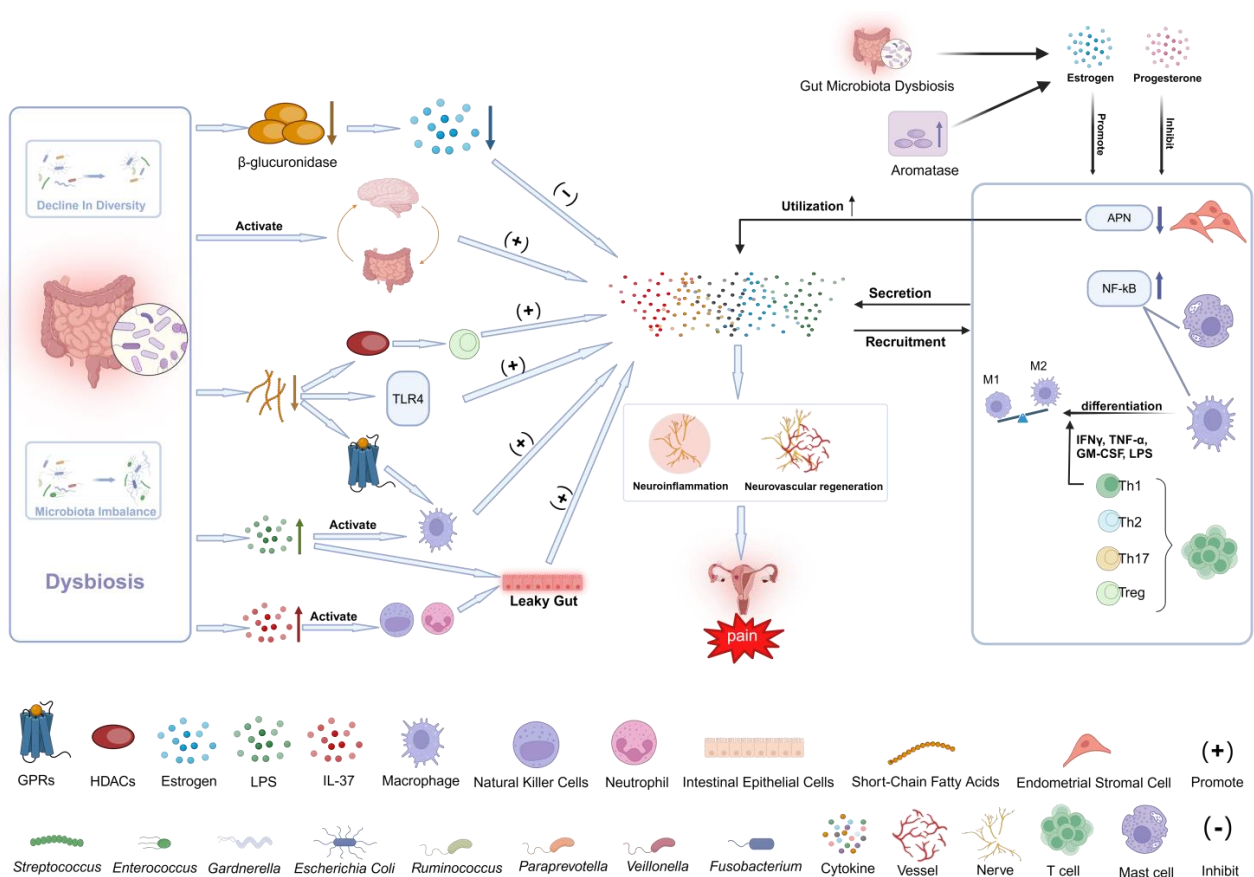 Gut Microbiota Dysbiosis
Estrogen
Progesterone
Aromatase
Promote
Inhibit
β-glucuronidase
(-)
Decline In Diversity
Activate
(+)
Utilization
APN
NF-kB
Secretion
Recruitment
(+)
TLR4
(+)
M1
M2
differentiation
IFNγ, TNF-α,
GM-CSF, LPS
Th1
Th2
Th17
Treg
Neuroinflammation
Neurovascular regeneration
(+)
(+)
Microbiota Imbalance
Activate
Dysbiosis
Leaky Gut
Activate
pain
GPRs
HDACs
Estrogen
LPS
IL-37
Macrophage
Natural Killer Cells
Neutrophil
Intestinal Epithelial Cells
Short-Chain Fatty Acids
Endometrial Stromal Cell
(+)
Promote
Streptococcus
Enterococcus
Gardnerella
Escherichia Coli
Ruminococcus
Paraprevotella
Veillonella
Fusobacterium
Cytokine
Vessel
Nerve
T cell
Mast cell
(-)
Inhibit